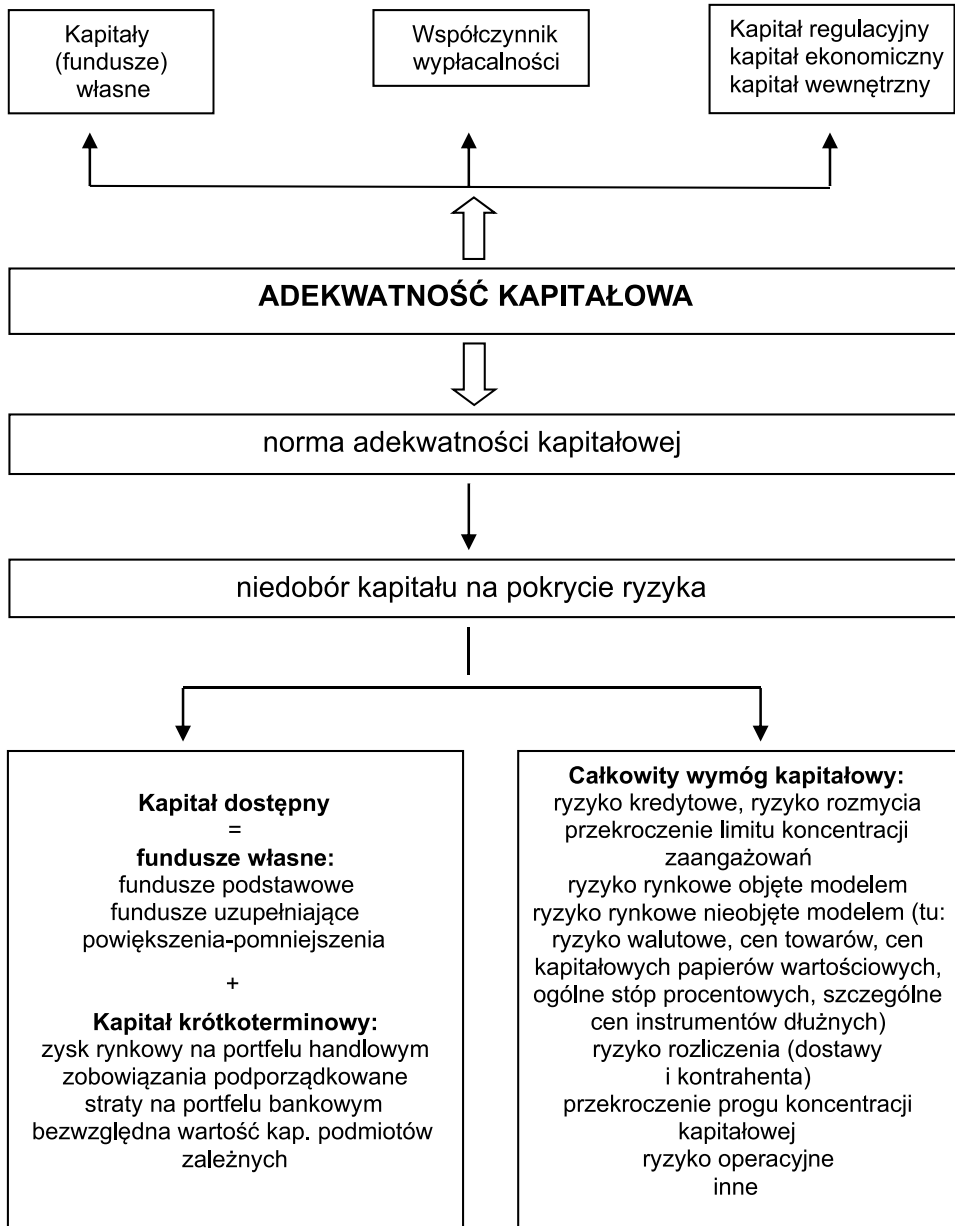 Kapitały
(fundusze)
własne
Współczynnik
wypłacalności
Kapitał regulacyjny
kapitał ekonomiczny
kapitał wewnętrzny
ADEKWATNOŚĆ KAPITAŁOWA
norma adekwatności kapitałowej
niedobór kapitału na pokrycie ryzyka
Kapitał dostępny
=
fundusze własne:
fundusze podstawowe
fundusze uzupełniające
powiększenia-pomniejszenia
+
Kapitał krótkoterminowy:
zysk rynkowy na portfelu handlowym
zobowiązania podporządkowane
straty na portfelu bankowym
bezwzględna wartość kap. podmiotów
zależnych
Całkowity wymóg kapitałowy:
ryzyko kredytowe, ryzyko rozmycia
przekroczenie limitu koncentracji
zaangażowań
ryzyko rynkowe objęte modelem
ryzyko rynkowe nieobjęte modelem (tu:
ryzyko walutowe, cen towarów, cen
kapitałowych papierów wartościowych,
ogólne stóp procentowych, szczególne
cen instrumentów dłużnych)
ryzyko rozliczenia (dostawy
i kontrahenta)
przekroczenie progu koncentracji
kapitałowej
ryzyko operacyjne
inne